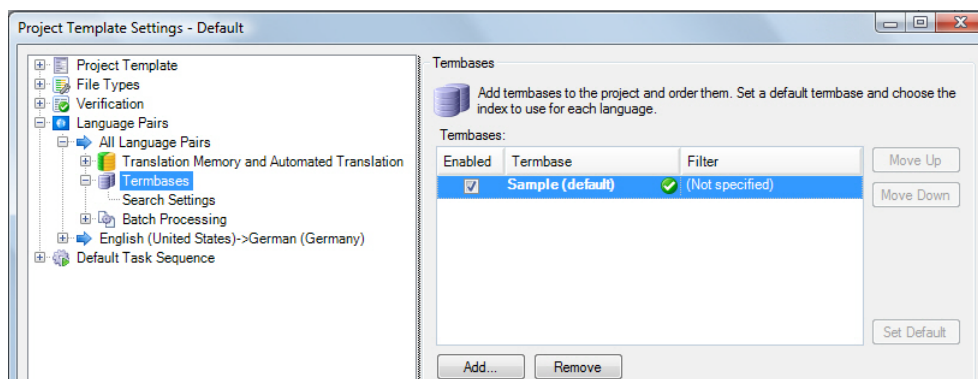 Project Template Settings - Default
Project Template
File Types
Verification
Language Pairs
All Language Pairs
Translation Memory and Automated Translation
Termbases
Search Settings
Batch Processing
English (United States)->German (Germany)
Default Task Sequence
Termbases
Add termbases to the project and order them. Set a default termbase and choose the
index to use for each language.
Termbases:
Enabled Termbase Filter
Sample (default) (Not specified)
Move Up
Move Down
Set Default
Add... Remove